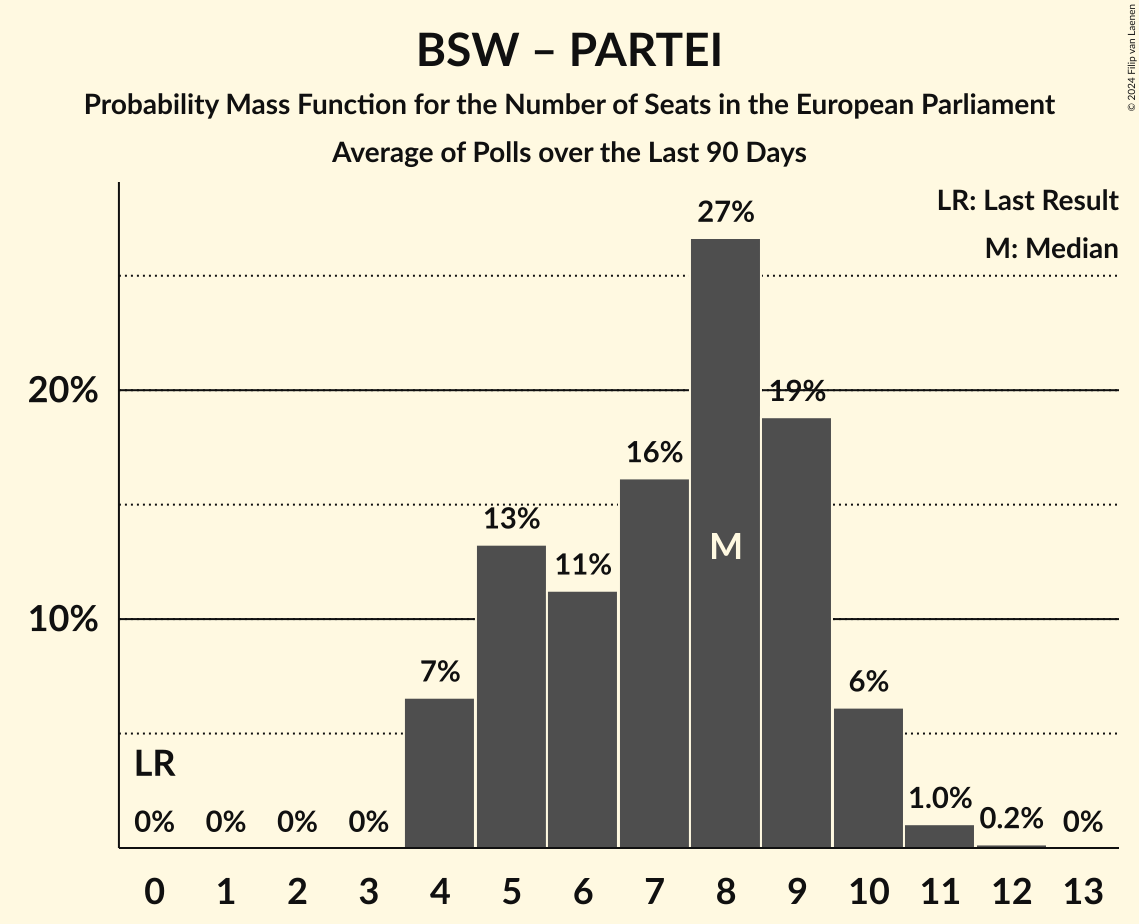 BSW – PARTEI
Probability Mass Function for the Number of Seats in the European Parliament
Average of Polls over the Last 90 Days
© 2024 Filip van Laenen
LR: Last Result
M: Median
27%
20%
19%
16%
13%
M
11%
10%
7%
6%
LR
1.0%
0.2%
0% 0% 0% 0% 0%
0 1 2 3 4 5 6 7 8 9 10 11 12 13